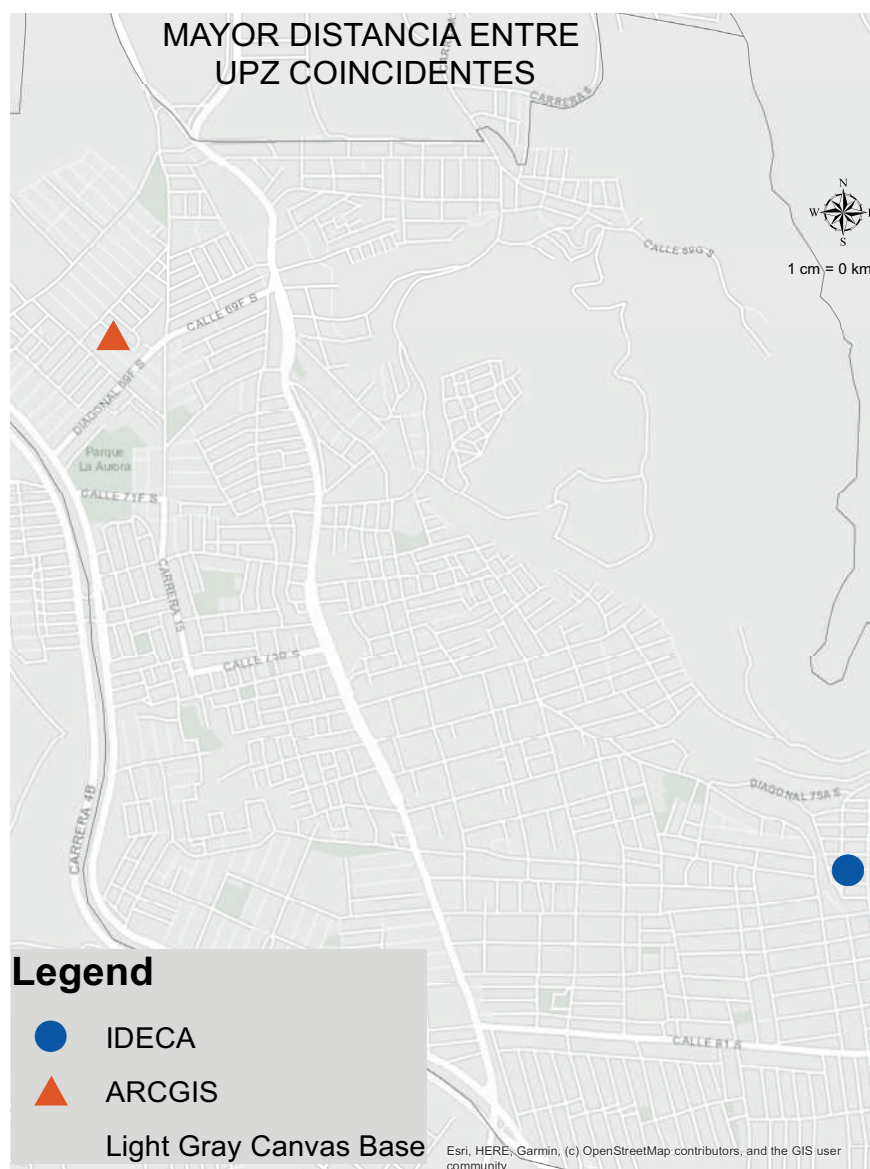 MAYOR DISTANCIA ENTRE
UPZ COINCIDENTES
CARRERA 5
N
W
S
1 cm = 0 km
CALLE 69G S
CALLE 69F S
DIAGONAL 69F S
Parque
La Aurora
CALLE 71F S
CARRERA 15
CALLE 73B S
DIAGONAL 75A S
CARRERA 4B
CALLE 81 S
Legend
IDECA
ARCGIS
Light Gray Canvas Base
Esri, HERE, Garmin, (c) OpenStreetMap contributors, and the GIS user
community